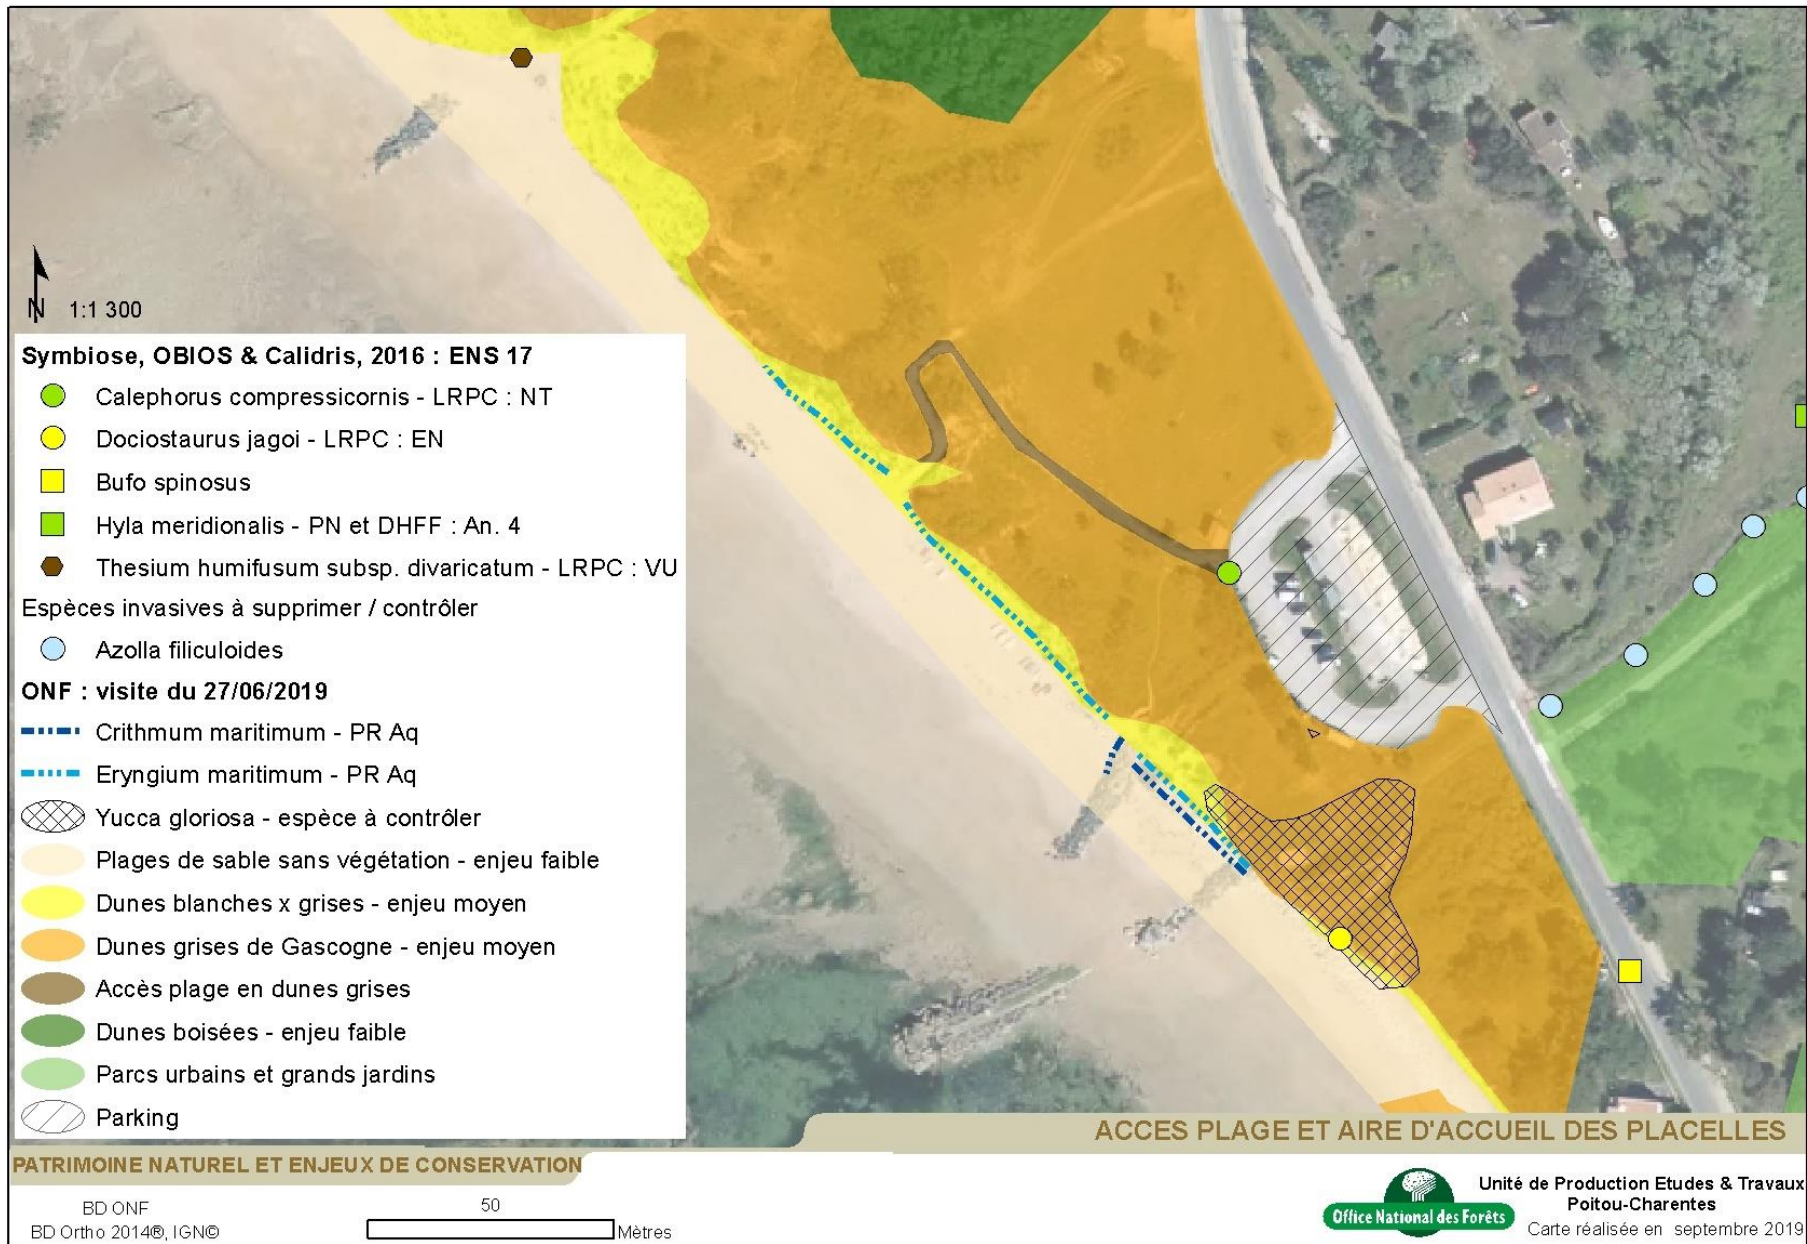 N 1:1 300
Symbiose, OBIOS & Calidris, 2016 : ENS 17
Calephorus compressicornis - LRPC : NT
Dociostaurus jagoi - LRPC : EN
Bufo spinosus
Hyla meridionalis - PN et DHFF : An. 4
Thesium humifusum subsp. divaricatum - LRPC : VU
Espèces invasives à supprimer / contrôler
Azolla filiculoides
ONF : visite du 27/06/2019
Crithmum maritimum - PR Aq
Eryngium maritimum - PR Aq
Yucca gloriosa - espèce à contrôler
Plages de sable sans végétation - enjeu faible
Dunes blanches x grises - enjeu moyen
Dunes grises de Gascogne - enjeu moyen
Accès plage en dunes grises
Dunes boisées - enjeu faible
Parcs urbains et grands jardins
Parking
ACCES PLAGE ET AIRE D'ACCUEIL DES PLACELLES
PATRIMOINE NATUREL ET ENJEUX DE CONSERVATION
BD ONF
BD Ortho 2014®, IGN©
50
Mètres
Office National des Forêts
Unité de Production Etudes & Travaux
Poitou-Charentes
Carte réalisée en septembre 2019